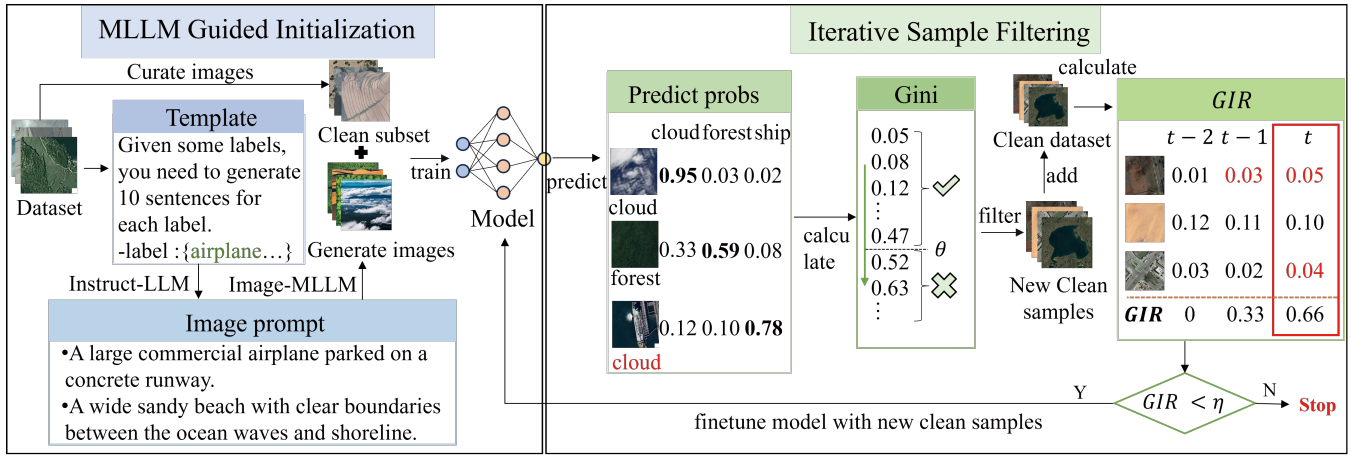 MLLM Guided Initialization
Curate images
Dataset
Template
Given some labels,
you need to generate
10 sentences for
each label.
-label :{airplane…}
Clean subset
Generate images
Instruct-LLM
Image-MLLM
Image prompt
•A large commercial airplane parked on a
concrete runway.
•A wide sandy beach with clear boundaries
between the ocean waves and shoreline.
train
Model
Iterative Sample Filtering
predict
Predict probs
cloud forest ship
0.95 0.03 0.02
cloud
0.33 0.59 0.08
forest
0.12 0.10 0.78
cloud
calcu
late
Gini
0.05
0.08
0.12
⋮
0.47
θ
0.52
0.63
⋮
filter
New Clean
samples
add
Clean dataset
calculate
GIR
t − 2 t − 1 t
0.01 0.03 0.05
0.12 0.11 0.10
0.03 0.02 0.04
GIR 0 0.33 0.66
GIR < η
Y
N
Stop
finetune model with new clean samples